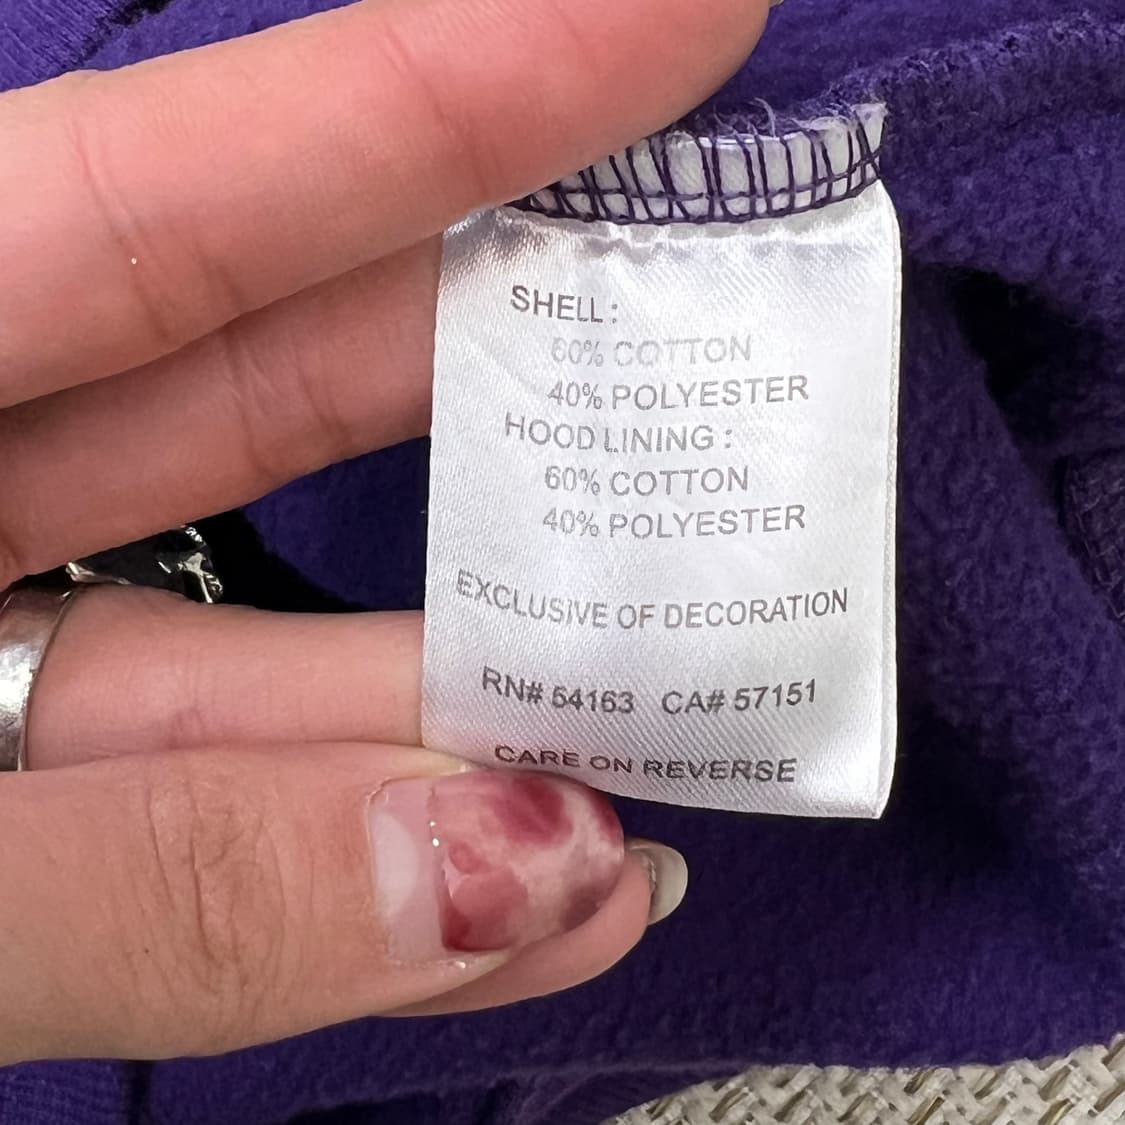 SHELL :
60% COTTON
40% POLYESTER
HOOD LINING :
60% COTTON
40% POLYESTER
EXCLUSIVE OF DECORATION
RN# 54163 CA# 57151
CARE ON REVERSE